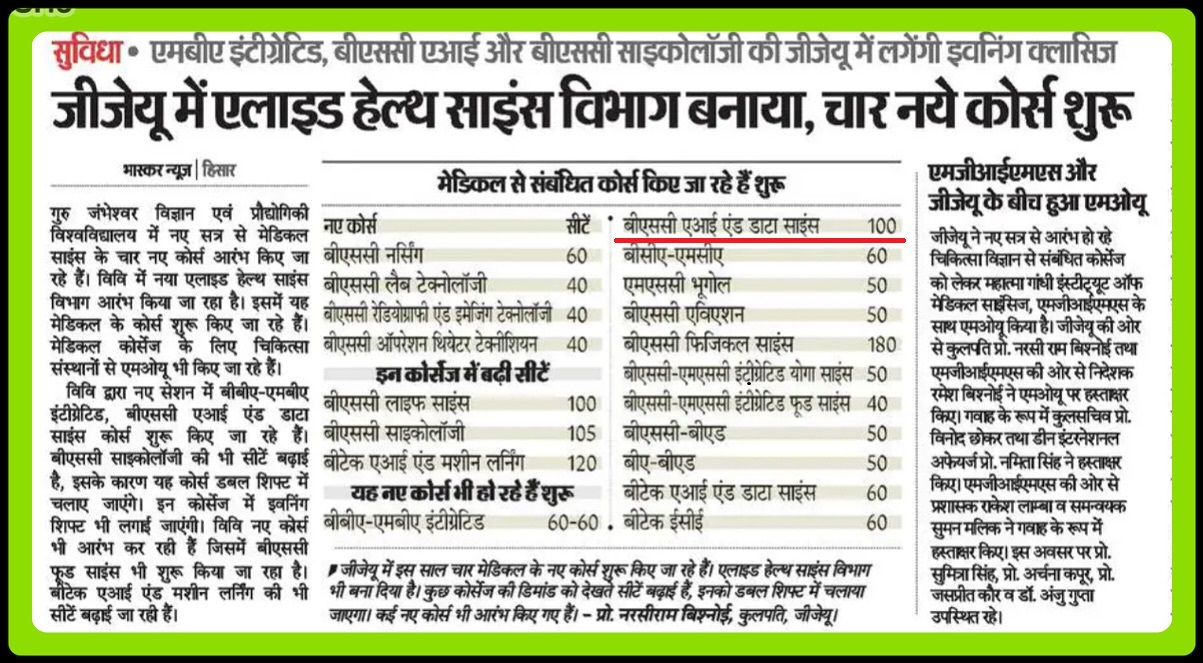 सुविधा • एमबीए इंटीग्रेटिड, बीएससी एआई और बीएससी साइकोलॉजी की जीजेयू में लगेंगी इवनिंग क्लासिज
जीजेयू में एलाइड हेल्थ साइंस विभाग बनाया, चार नये कोर्स शुरू
भास्कर न्यूज़ | हिसार
गुरु जंभेश्वर विज्ञान एवं प्रौद्योगिकी
विश्वविद्यालय में नए सत्र से मेडिकल
साइंस के चार नए कोर्स आरंभ किए जा
रहे हैं। विवि में नया एलाइड हेल्थ साइंस
विभाग आरंभ किया जा रहा है। इसमें यह
मेडिकल के कोर्स शुरू किए जा रहे हैं।
मेडिकल कोर्सेज के लिए चिकित्सा
संस्थानों से एमओयू भी किए जा रहे हैं।
विवि द्वारा नए सेशन में बीबीए-एमबीए
इंटीग्रेटिड, बीएससी एआई एंड डाटा
साइंस कोर्स शुरू किए जा रहे हैं।
बीएससी साइकोलॉजी की भी सीटें बढ़ाई
है, इसके कारण यह कोर्स डबल शिफ्ट में
चलाए जाएंगे। इन कोर्सेज में इवनिंग
शिफ्ट भी लगाई जाएंगी। विवि नए कोर्स
भी आरंभ कर रही हैं जिसमें बीएससी
फूड साइंस भी शुरू किया जा रहा है।
बीटेक एआई एंड मशीन लर्निंग की भी
सीटें बढ़ाई जा रही हैं।
मेडिकल से संबंधित कोर्स किए जा रहे हैं शुरू
नए कोर्स सीटें
बीएससी नर्सिंग 60
बीएससी लैब टेक्नोलॉजी 40
बीएससी रेडियोग्राफी एंड इमेजिंग टेक्नोलॉजी 40
बीएससी ऑपरेशन थियेटर टेक्नीशियन 40
इन कोर्सेज में बढ़ी सीटें
बीएससी लाइफ साइंस 100
बीएससी साइकोलॉजी 105
बीटेक एआई एंड मशीन लर्निंग 120
यह नए कोर्स भी हो रहे हैं शुरू
बीबीए-एमबीए इंटीग्रेटिड 60-60
बीएससी एआई एंड डाटा साइंस 100
बीसीए-एमसीए 60
एमएससी भूगोल 50
बीएससी एविएशन 50
बीएससी फिजिकल साइंस 180
बीएससी-एमएससी इंटीग्रेटिड योगा साइंस 50
बीएससी-एमएससी इंटीग्रेटिड फूड साइंस 40
बीएससी-बीएड 50
बीए-बीएड 50
बीटेक एआई एंड डाटा साइंस 60
बीटेक ईसीई 60
जीजेयू में इस साल चार मेडिकल के नए कोर्स शुरू किए जा रहे हैं। एलाइड हेल्थ साइंस विभाग
भी बना दिया है। कुछ कोर्सेज की डिमांड को देखते सीटें बढ़ाई हैं, इनको डबल शिफ्ट में चलाया
जाएगा। कई नए कोर्स भी आरंभ किए गए हैं। – प्रो. नरसीराम बिश्नोई, कुलपति, जीजेयू।
एमजीआईएमएस और
जीजेयू के बीच हुआ एमओयू
जीजेयू ने नए सत्र से आरंभ हो रहे
चिकित्सा विज्ञान से संबंधित कोर्सेज
को लेकर महात्मा गांधी इंस्टीट्यूट ऑफ
मेडिकल साइंसिज, एमजीआईएमएस के
साथ एमओयू किया है। जीजेयू की ओर
से कुलपति प्रो. नरसी राम बिश्नोई तथा
एमजीआईएमएस की ओर से निदेशक
रमेश बिश्नोई ने एमओयू पर हस्ताक्षर
किए। गवाह के रूप में कुलसचिव प्रो.
विनोद छोकर तथा डीन इंटरनेशनल
अफेयर्ज प्रो. नमिता सिंह ने हस्ताक्षर
किए। एमजीआईएमएस की ओर से
प्रशासक राकेश लाम्बा व समन्वयक
सुमन मलिक ने गवाह के रूप में
हस्ताक्षर किए। इस अवसर पर प्रो.
सुमित्रा सिंह, प्रो. अर्चना कपूर, प्रो.
जसप्रीत कौर व डॉ. अंजु गुप्ता
उपस्थित रहे।